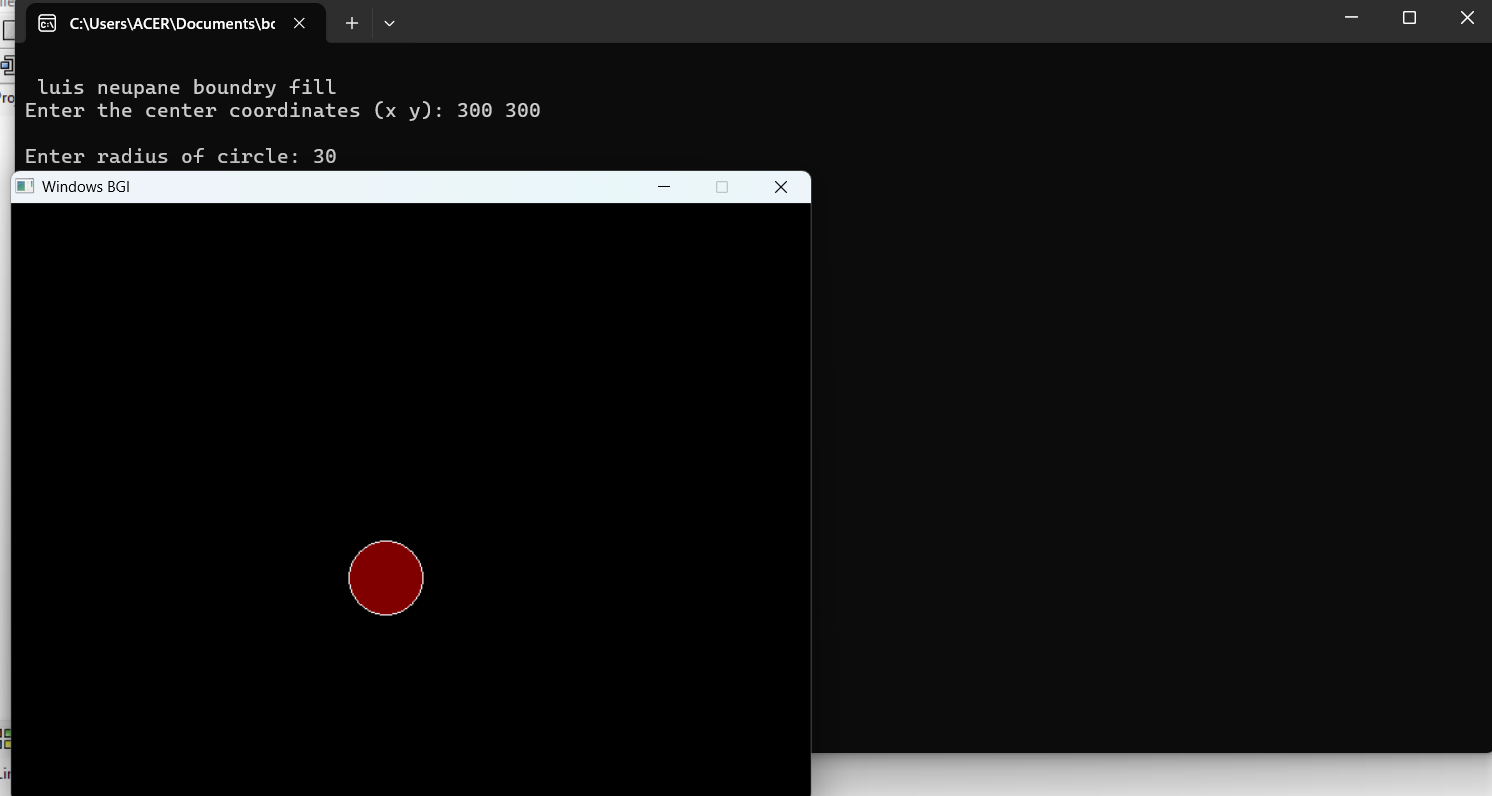 C:\Users\ACER\Documents\bc
luis neupane boundry fill
Enter the center coordinates (x y): 300 300
Enter radius of circle: 30
Windows BGI